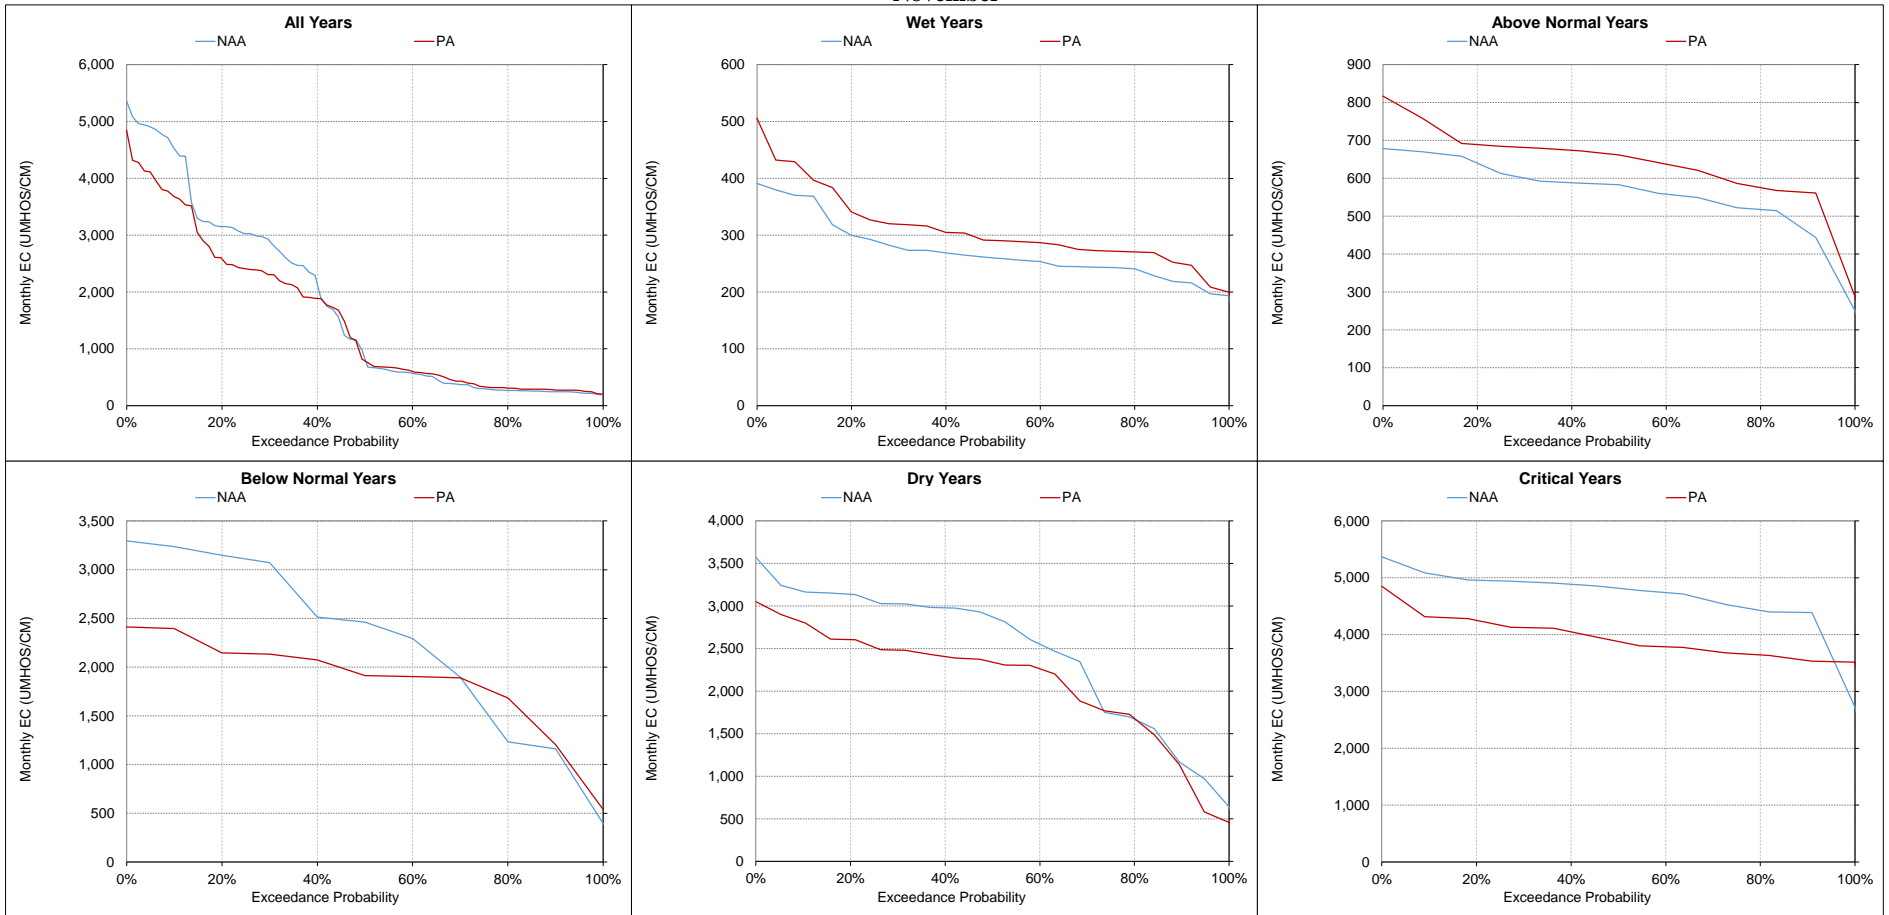 All Years
NAA PA
6,000
5,000
4,000
3,000
2,000
1,000
0
0% 20% 40% 60% 80% 100%
Monthly EC (UMHOS/CM)
Exceedance Probability
Wet Years
NAA PA
600
500
400
300
200
100
0
0% 20% 40% 60% 80% 100%
Monthly EC (UMHOS/CM)
Exceedance Probability
Above Normal Years
NAA PA
900
800
700
600
500
400
300
200
100
0
0% 20% 40% 60% 80% 100%
Monthly EC (UMHOS/CM)
Exceedance Probability
Below Normal Years
NAA PA
3,500
3,000
2,500
2,000
1,500
1,000
500
0
0% 20% 40% 60% 80% 100%
Monthly EC (UMHOS/CM)
Exceedance Probability
Dry Years
NAA PA
4,000
3,500
3,000
2,500
2,000
1,500
1,000
500
0
0% 20% 40% 60% 80% 100%
Monthly EC (UMHOS/CM)
Exceedance Probability
Critical Years
NAA PA
6,000
5,000
4,000
3,000
2,000
1,000
0
0% 20% 40% 60% 80% 100%
Monthly EC (UMHOS/CM)
Exceedance Probability